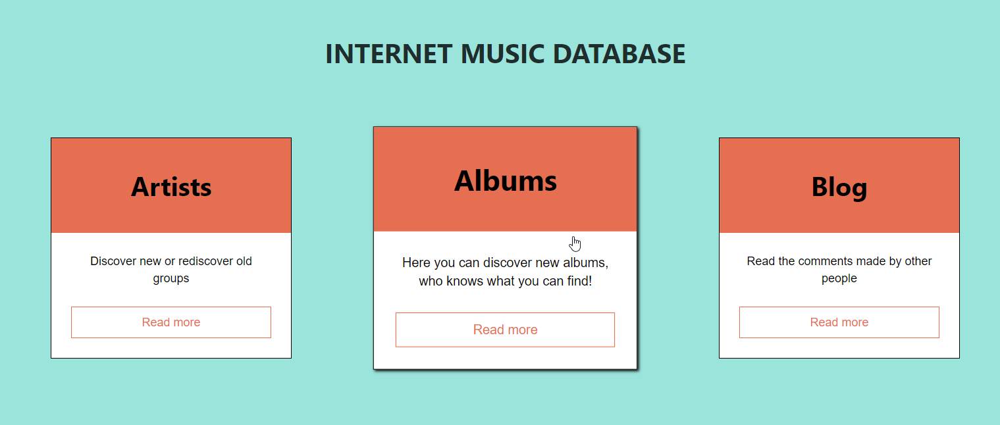 INTERNET MUSIC DATABASE
Artists
Discover new or rediscover old
groups
Read more
Albums
Here you can discover new albums,
who knows what you can find!
Read more
Blog
Read the comments made by other
people
Read more